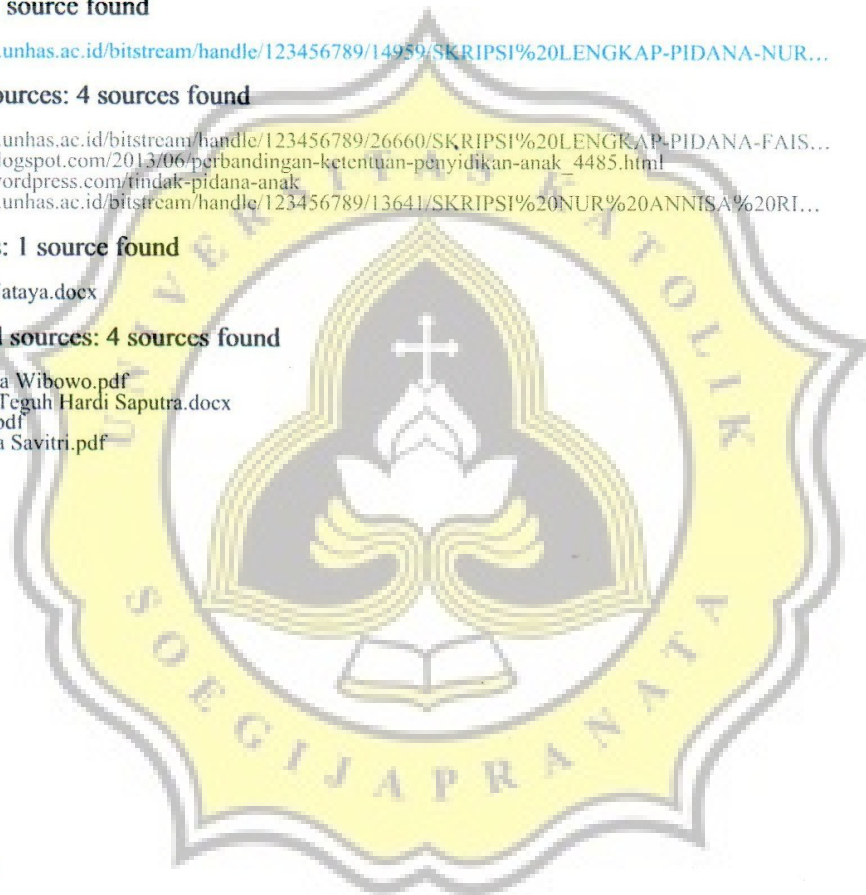 source found
.unhas.ac.id/bitstream/handle/123456789/14959/SKRIPSI%20LENGKAP-PIDANA-NUR...
ources: 4 sources found
.unhas.ac.id/bitstream/handle/123456789/26660/SKRIPSI%20LENGKAP-PIDANA-FAIS...
logspot.com/2013/06/perbandingan-ketentuan-penyidikan-anak_4485.html
ordpress.com/tindak-pidana-anak
.unhas.ac.id/bitstream/handle/123456789/13641/SKRIPSI%20NUR%20ANNISA%20RI...
s: 1 source found
ataya.docx
d sources: 4 sources found
a Wibowo.pdf
Teguh Hardi Saputra.docx
pdf
a Savitri.pdf
UNIVERSITAS KATOLIK
SOEGIJAPRANATA